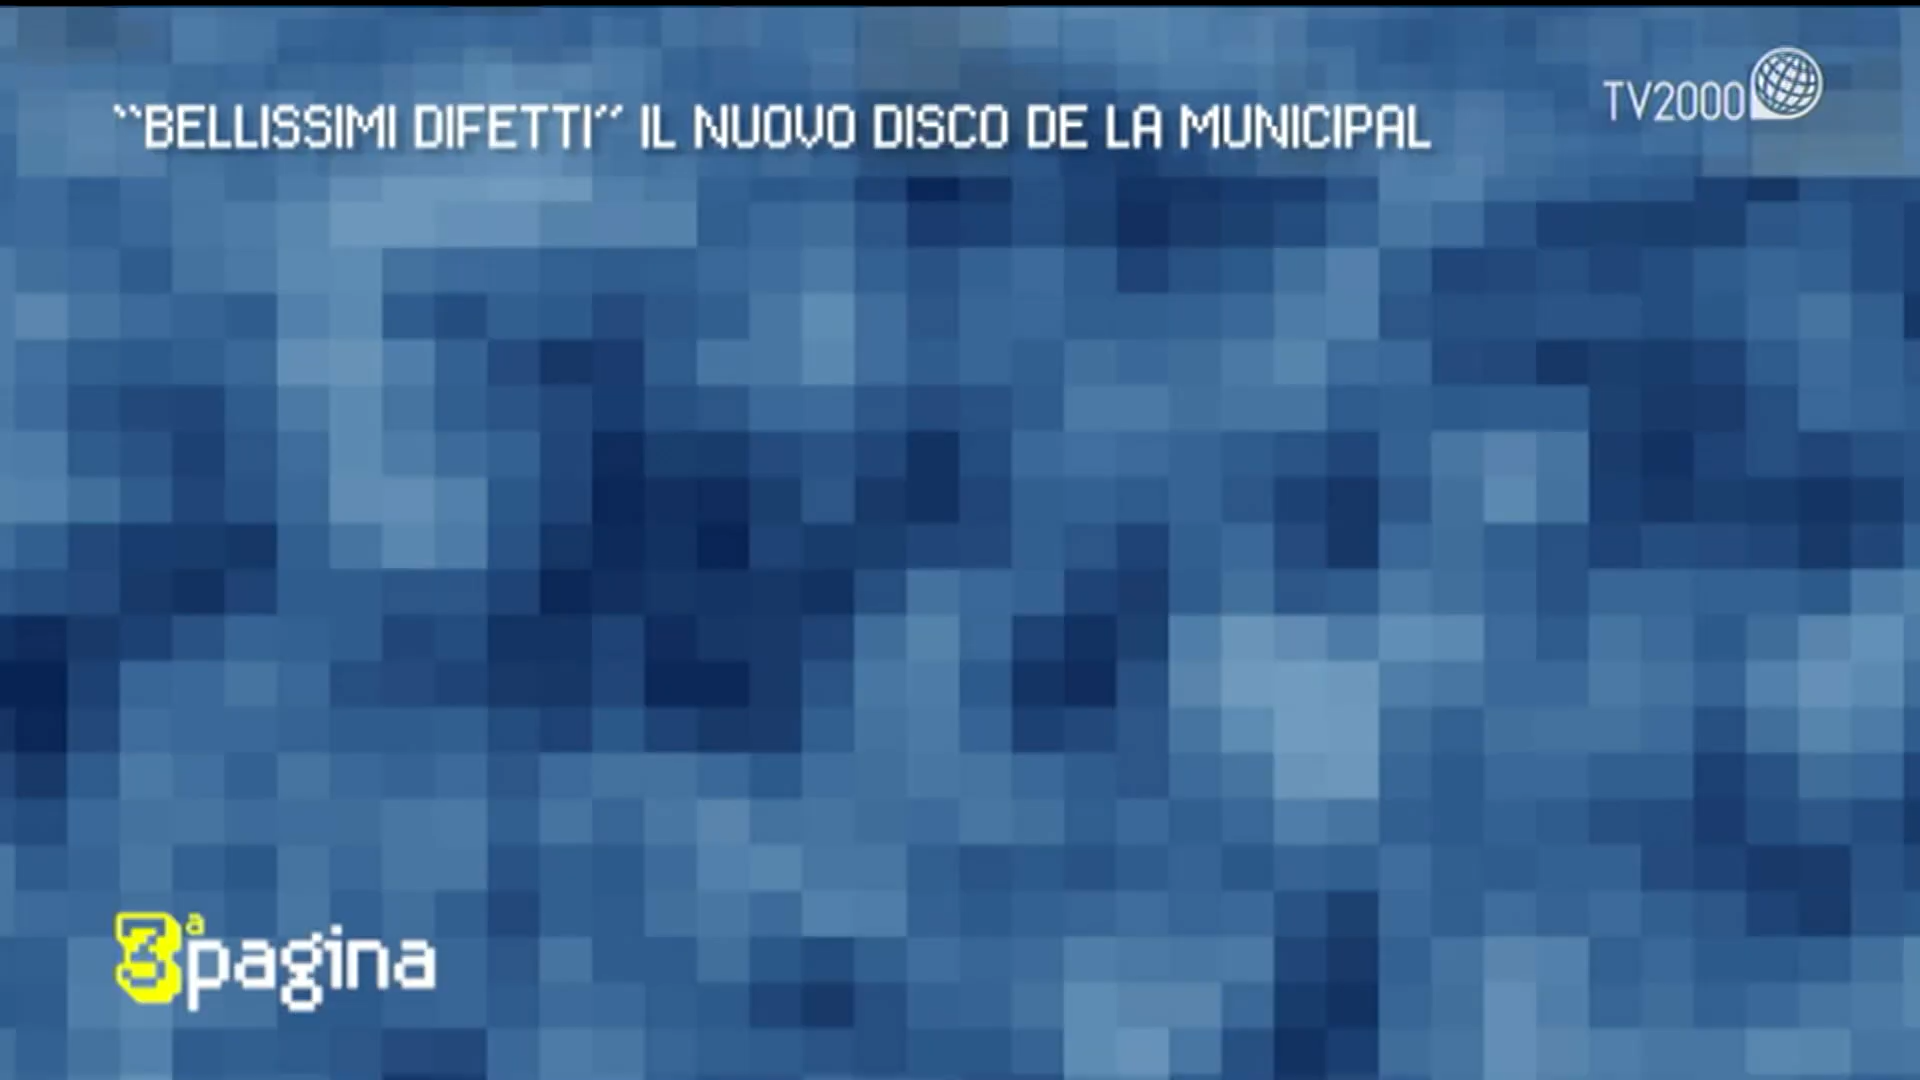 “BELLISSIMI DIFETTI” IL NUOVO DISCO DE LA MUNICIPAL
TV2000
3ª pagina